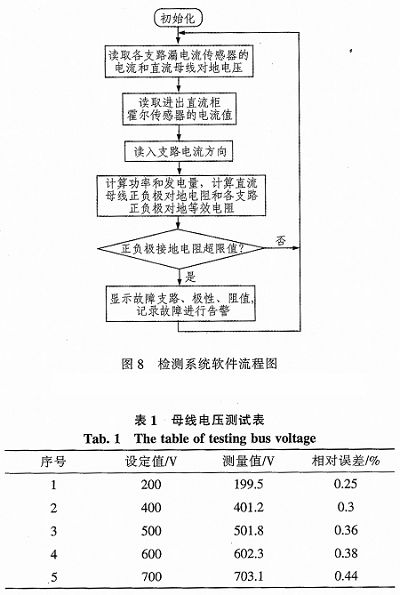 初始化
读取各支路漏电流传感器的
电流和直流母线对地电压
读取进出直流柜
霍尔传感器的电流值
读入支路电流方向
计算功率和发电量，计算直流
母线正负极对地电阻和各支路
正负极对地等效电阻
正负极接地电阻超限值?
否
是
显示故障支路、极性、阻值,
记录故障进行告警
图 8 检测系统软件流程图
表 1 母线电压测试表
Tab. 1 The table of testing bus voltage
序号 设定值/V 测量值/V 相对误差/%
1 200 199.5 0.25
2 400 401.2 0.3
3 500 501.8 0.36
4 600 602.3 0.38
5 700 703.1 0.44